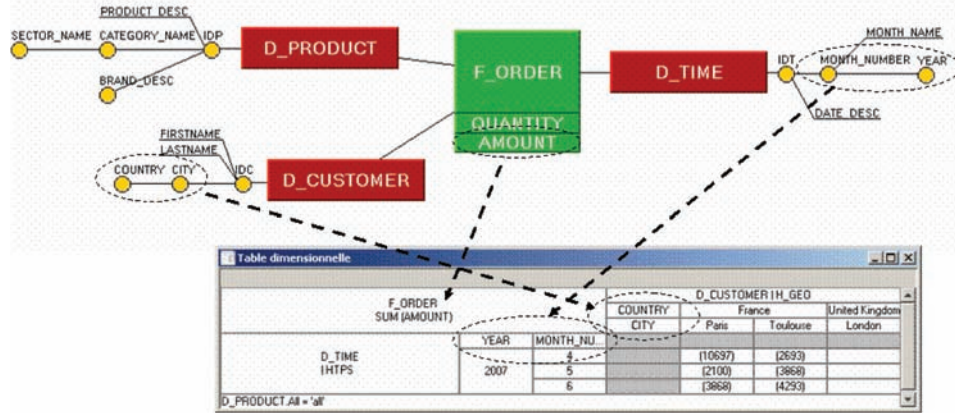 PRODUCT_DESC
SECTOR_NAME CATEGORY_NAME IDP
D_PRODUCT
BRAND_DESC
F_ORDER
QUANTITY
AMOUNT
D_TIME
MONTH_NAME
IDT MONTH_NUMBER YEAR
DATE_DESC
FIRSTNAME
LASTNAME
COUNTRY CITY IDC
D_CUSTOMER
Table dimensionnelle
F_ORDER
SUM (AMOUNT)
D_CUSTOMER | H_GEO
COUNTRY France United Kingdom
CITY Paris Toulouse London
YEAR MONTH_NU...
D_TIME
| HTPS
2007
4 (10697) (2693)
5 (2100) (3868)
6 (3868) (4293)
D_PRODUCT.All = 'all'